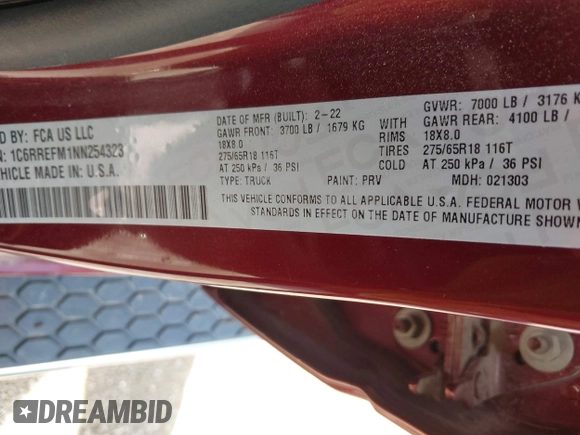 ED BY: FCA US LLC
N: 1C6RREFM1NN254323
VEHICLE MADE IN: U.S.A.
DATE OF MFR (BUILT): 2-22
GAWR FRONT: 3700 LB / 1679 KG
18X8.0
275/65R18 116T
AT 250 kPa / 36 PSI
TYPE: TRUCK
WITH
RIMS
TIRES
COLD
GVWR: 7000 LB / 3176 K
GAWR REAR: 4100 LB /
18X8.0
275/65R18 116T
AT 250 kPa / 36 PSI
PAINT: PRV
MDH: 021303
THIS VEHICLE CONFORMS TO ALL APPLICABLE U.S.A. FEDERAL MOTOR V
STANDARDS IN EFFECT ON THE DATE OF MANUFACTURE SHOWN
DREAMBID